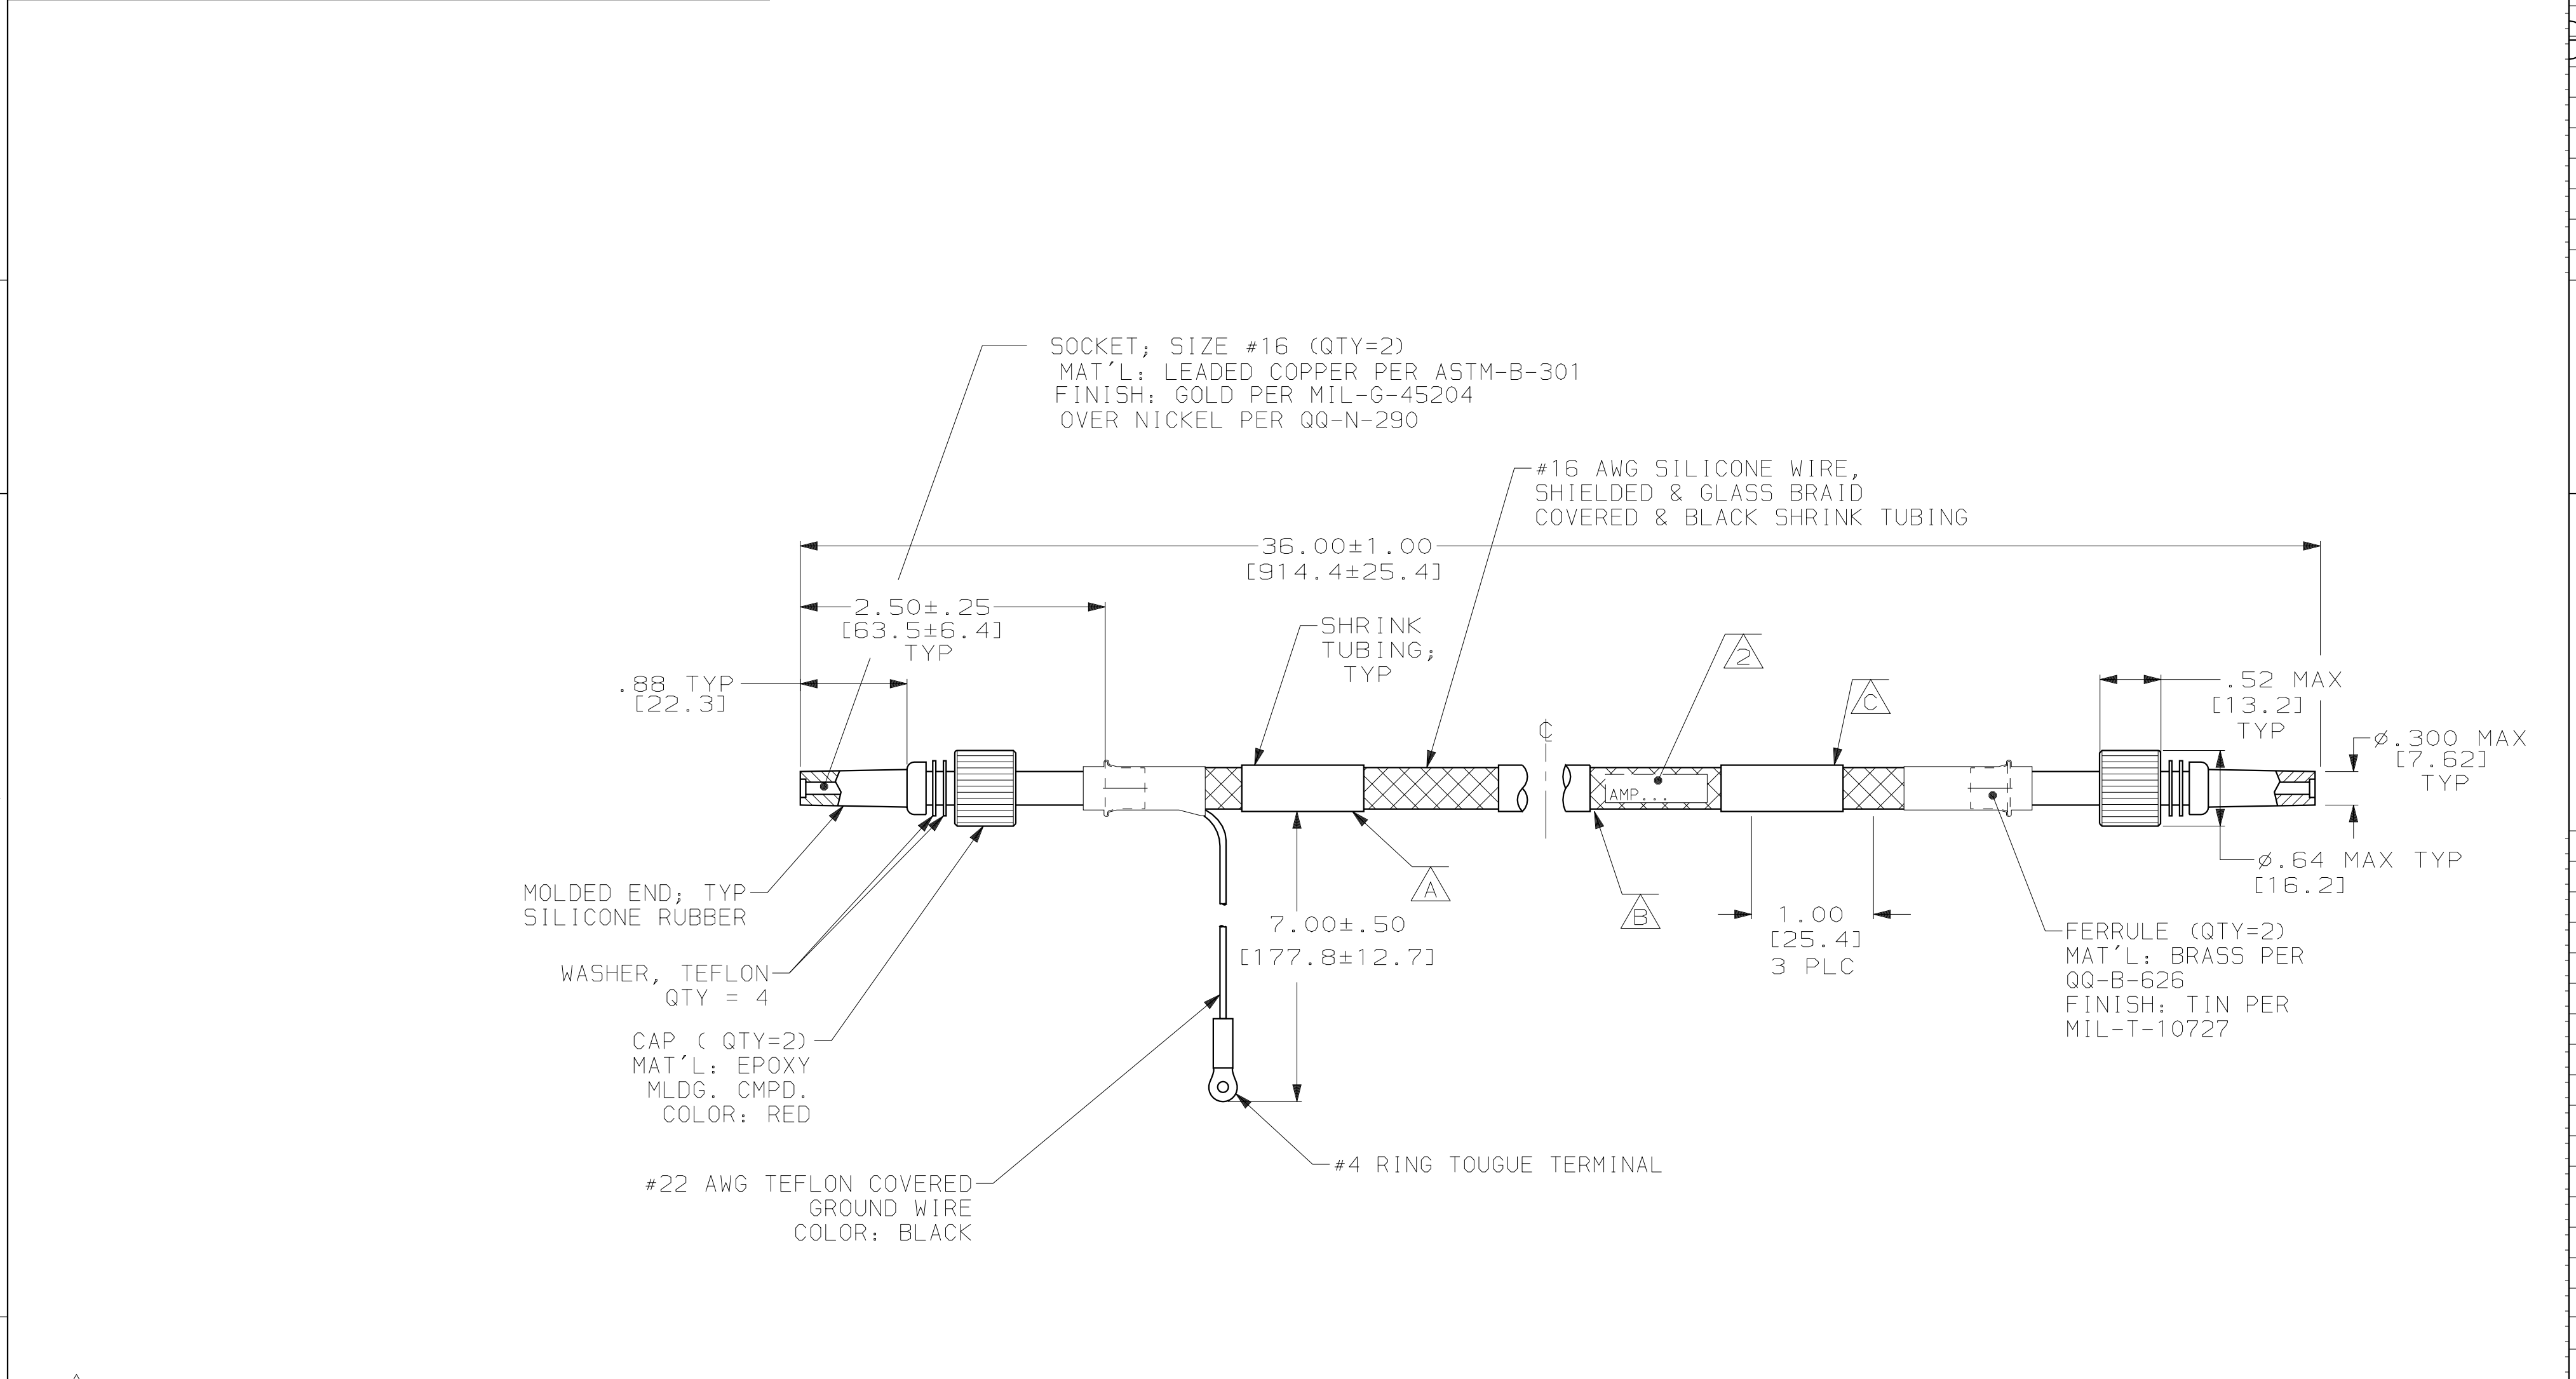 SOCKET; SIZE #16 (QTY=2)
MAT'L: LEADED COPPER PER ASTM-B-301
FINISH: GOLD PER MIL-G-45204
OVER NICKEL PER QQ-N-290
#16 AWG SILICONE WIRE,
SHIELDED & GLASS BRAID
COVERED & BLACK SHRINK TUBING
36.00±1.00
[914.4±25.4]
2.50±.25
[63.5±6.4]
TYP
SHRINK
TUBING;
TYP
2
.88 TYP
[22.3]
C
.52 MAX
[13.2]
TYP
℄
Ø.300 MAX
[7.62]
TYP
AMP...
Ø.64 MAX TYP
[16.2]
MOLDED END; TYP
SILICONE RUBBER
A
B
7.00±.50
[177.8±12.7]
1.00
[25.4]
3 PLC
FERRULE (QTY=2)
MAT'L: BRASS PER
QQ-B-626
FINISH: TIN PER
MIL-T-10727
WASHER, TEFLON
QTY = 4
CAP ( QTY=2)
MAT'L: EPOXY
MLDG. CMPD.
COLOR: RED
#4 RING TOUGUE TERMINAL
#22 AWG TEFLON COVERED
GROUND WIRE
COLOR: BLACK